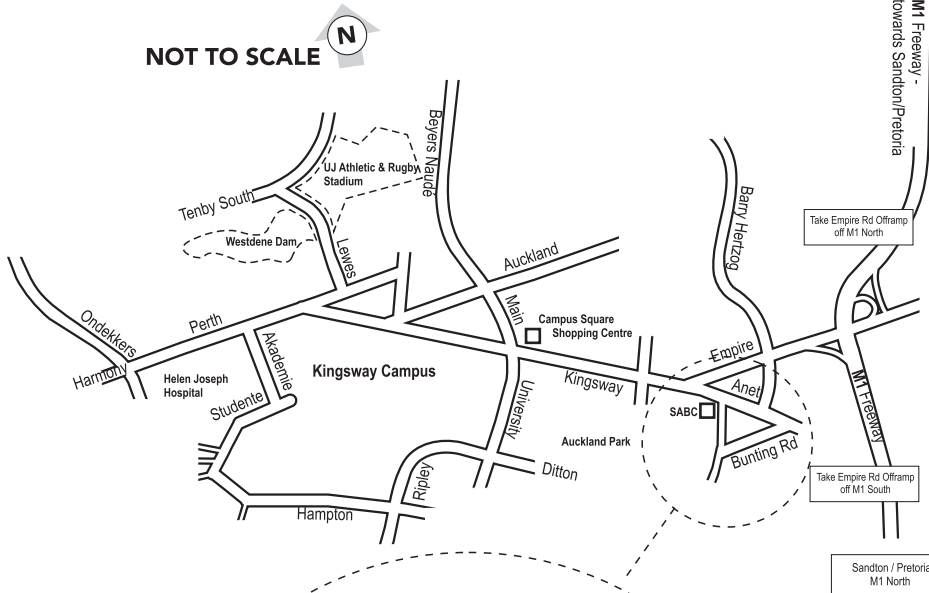 N
NOT TO SCALE
M1 Freeway -
towards Sandton/Pretoria
Beyers Naudé
UJ Athletic & Rugby
Stadium
Tenby South
Westdene Dam
Lewes
Barry Hertzog
Take Empire Rd Offramp
off M1 North
Auckland
Main
Ondekkers
Perth
Campus Square
Shopping Centre
Harmony
Akademie
Helen Joseph
Hospital
Kingsway Campus
Empire
Kingsway
Anet
M1 Freeway
Studente
University
SABC
Auckland Park
Bunting Rd
Ripley
Ditton
Take Empire Rd Offramp
off M1 South
Hampton
Sandton / Pretoria
M1 North